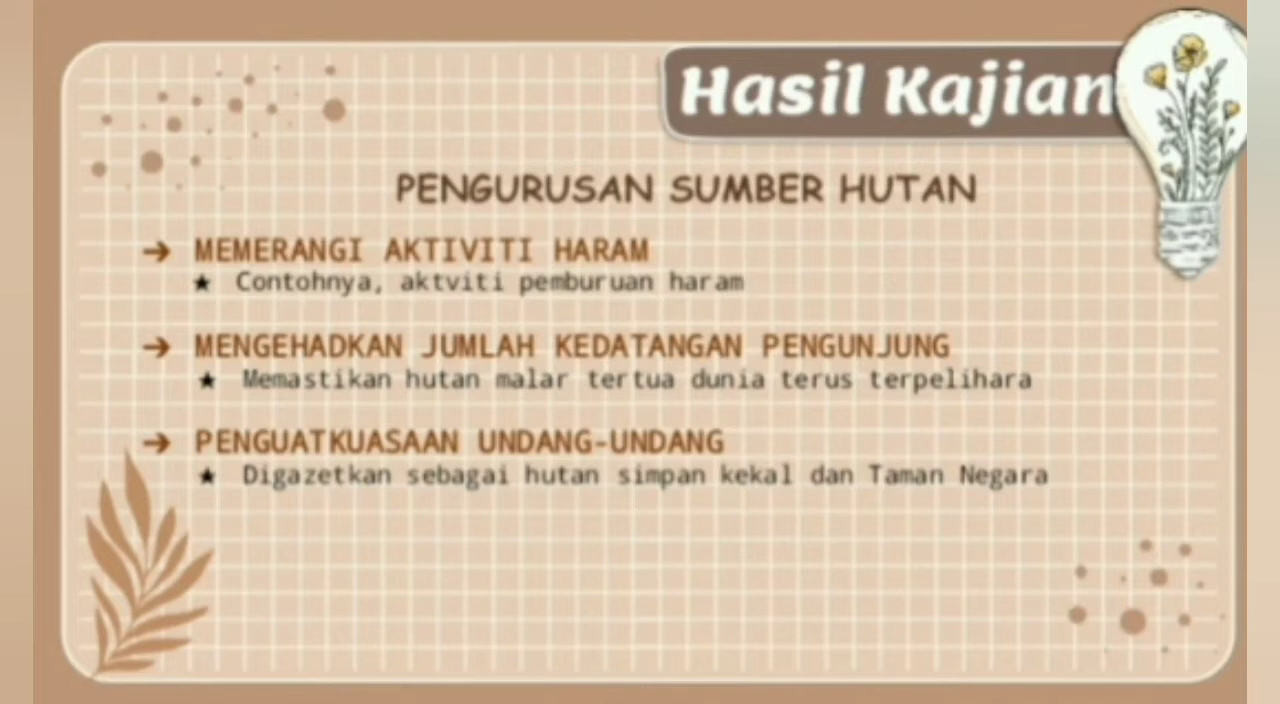 Hasil Kajian
PENGURUSAN SUMBER HUTAN
→ MEMERANGI AKTIVITI HARAM
★ Contohnya, aktviti pemburuan haram
→ MENGEHADKAN JUMLAH KEDATANGAN PENGUNJUNG
★ Memastikan hutan malar tertua dunia terus terpelihara
→ PENGUATKUASAAN UNDANG-UNDANG
★ Digazetkan sebagai hutan simpan kekal dan Taman Negara